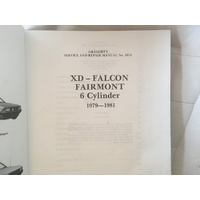 GREGORY'S
SERVICE AND REPAIR MANUAL No.
XD – FALCON
FAIRMONT
6 Cylinder
1979—1981